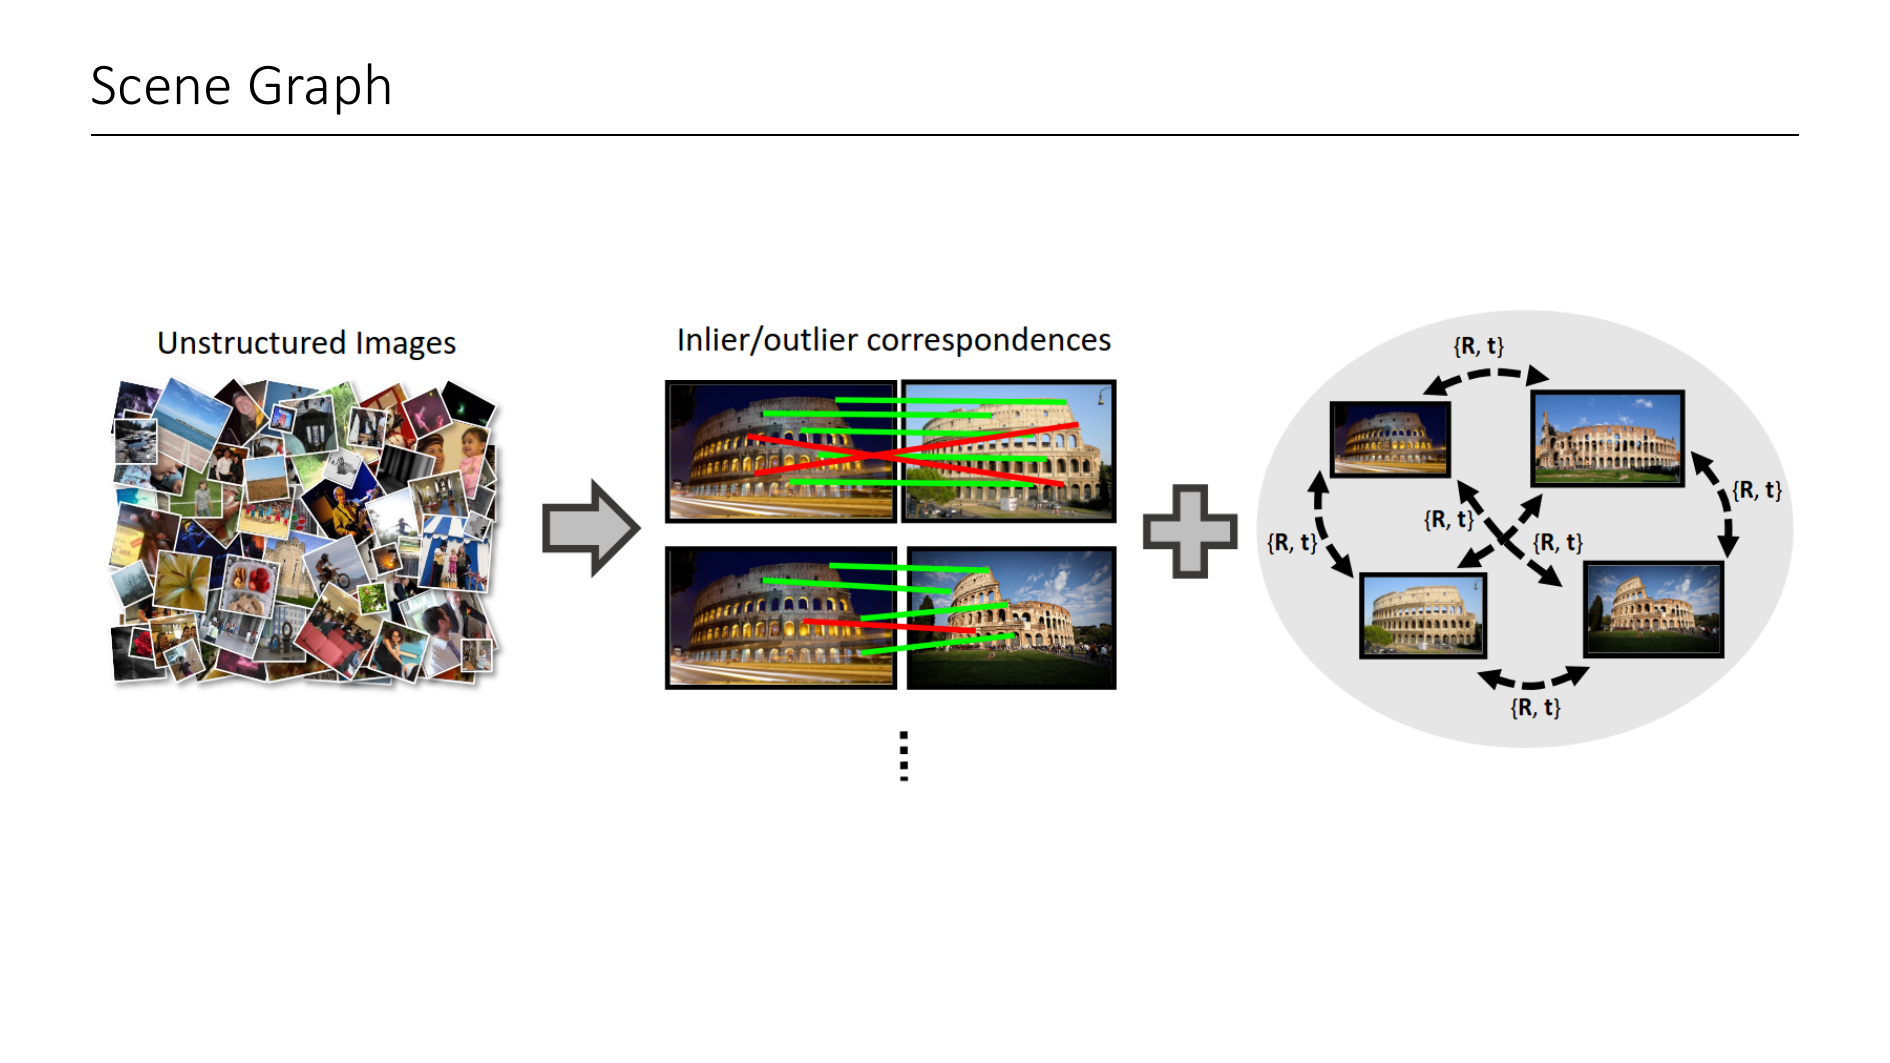 Scene Graph
Unstructured Images
Inlier/outlier correspondences
{R, t}
{R, t}
{R, t}
{R, t}
{R, t}
{R, t}